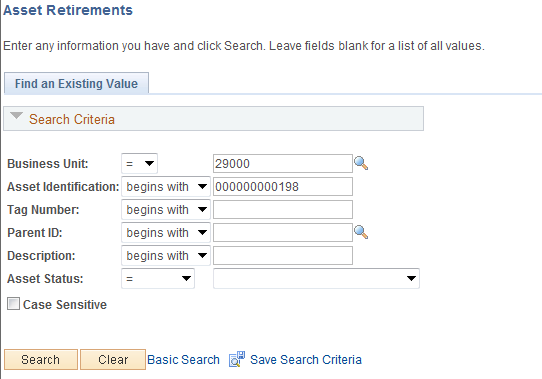 Asset Retirements
Enter any information you have and click Search. Leave fields blank for a list of all values.
Find an Existing Value
Search Criteria
Business Unit: = 29000
Asset Identification: begins with 000000000198
Tag Number: begins with
Parent ID: begins with
Description: begins with
Asset Status: =
Case Sensitive
Search Clear Basic Search Save Search Criteria